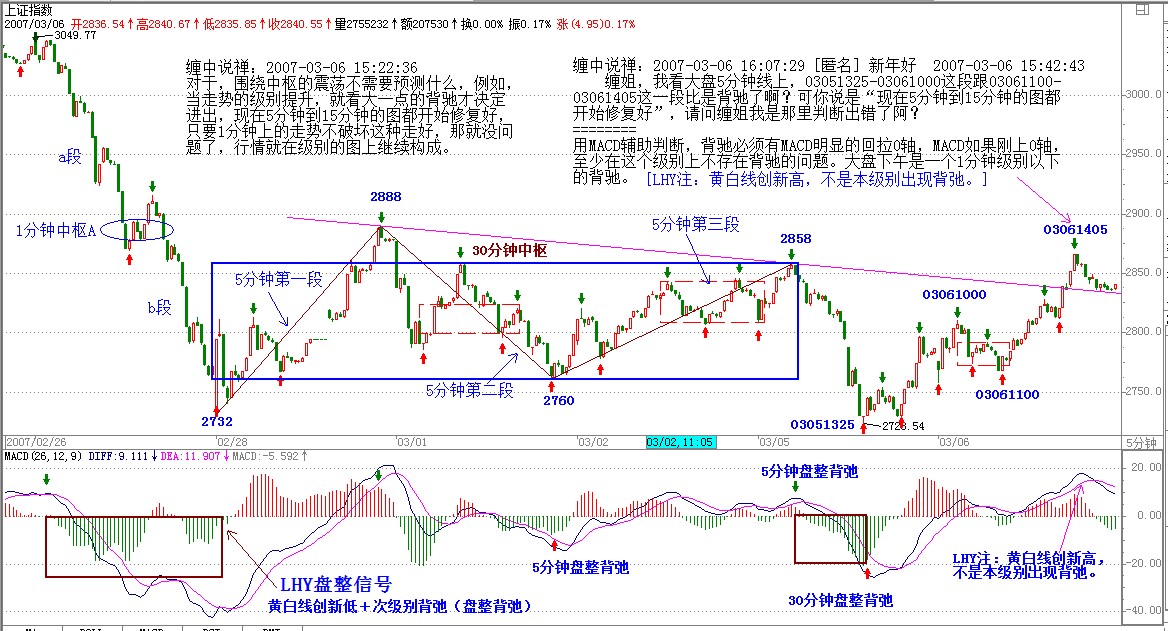 上证指数
2007/03/06 开2836.54↑高2840.67↑低2835.85↑收2840.55↑量2755232↑额207530↑换0.00% 振0.17% 涨(4.95)0.17%
3049.77
缠中说禅: 2007-03-06 15:22:36
对于，围绕中枢的震荡不需要预测什么，例如，
当走势的级别提升，就看大一点的背驰才决定
进出，现在5分钟到15分钟的图都开始修复好，
只要1分钟上的走势不破坏这种走好，那就没问
题了，行情就在级别的图上继续构成。
缠中说禅: 2007-03-06 16:07:29 [匿名] 新年好 2007-03-06 15:42:43
缠姐，我看大盘5分钟线上，03051325-03061000这段跟03061100-
03061405这一段比是背驰了啊？可你说是“现在5分钟到15分钟的图都
开始修复好”，请问缠姐我是那里判断出错了阿？
========
用MACD辅助判断，背驰必须有MACD明显的回拉0轴，MACD如果刚上0轴，
至少在这个级别上不存在背驰的问题。大盘下午是一个1分钟级别以下
的背驰。 [LHY注：黄白线创新高，不是本级别出现背弛。]
3000.0
2950.0
2900.0
2850.0
2800.0
2750.0
a段
1分钟中枢A
b段
2888
5分钟第一段
30分钟中枢
5分钟第三段
2858
03061405
03061000
5分钟第二段
2760
2732
03061100
03051325
2723.54
2007/02/26
02/28
03/01
03/02
03/02,11:05
03/05
03/06
5分钟
MACD(26,12,9) DIFF:9.111↓DEA:11.907↓MACD:-5.592↑
20.00
0.00
-20.00
-40.00
5分钟盘整背弛
5分钟盘整背弛
30分钟盘整背弛
LHY盘整信号
黄白线创新低＋次级别背弛（盘整背弛）
LHY注：黄白线创新高，
不是本级别出现背弛。